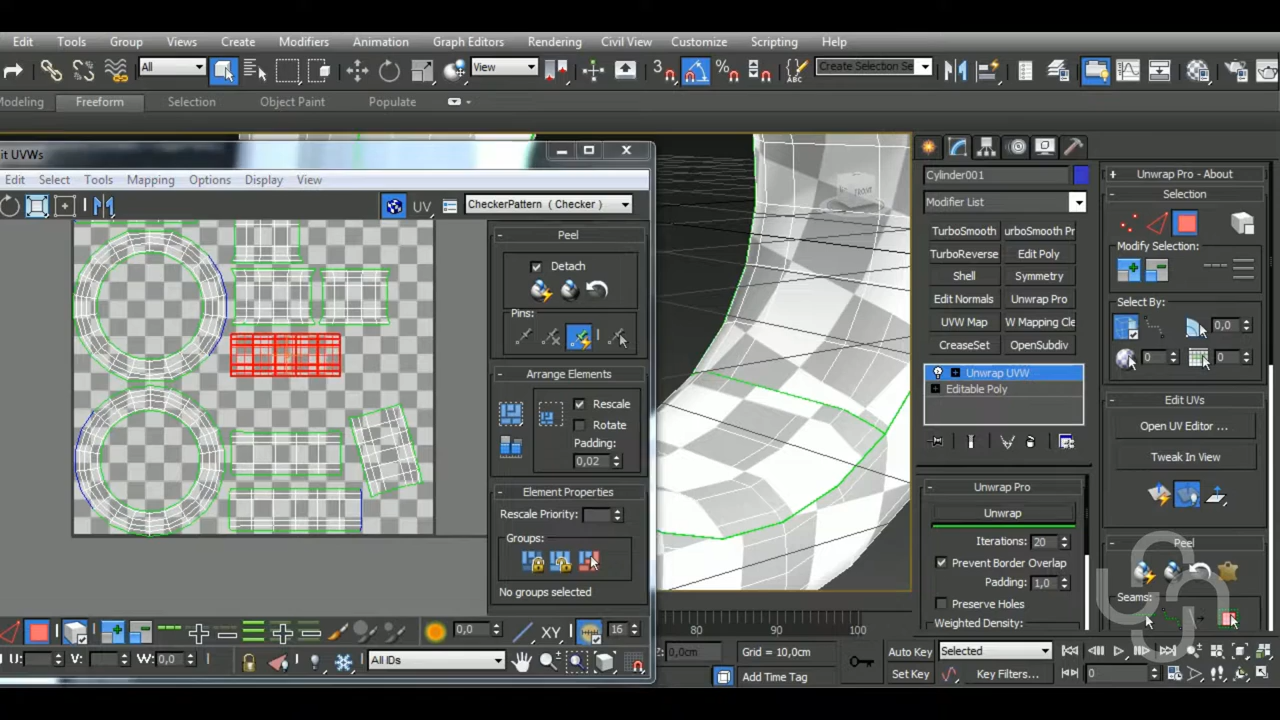 Edit Tools Group Views Create Modifiers Animation Graph Editors Rendering Civil View Customize Scripting Help
All View 3 Create Selection Se
Modeling Freeform Selection Object Paint Populate
it UVWs
Edit Select Tools Mapping Options Display View
UV CheckerPattern ( Checker )
Peel
Detach
Pins:
Arrange Elements
Rescale
Rotate
Padding:
0,02
Element Properties
Rescale Priority:
Groups:
No groups selected
0,0 XY 16
U: V: W: 0,0 All IDs
80 90 100
Z: 0,0cm Grid = 10,0cm Auto Key Selected
Add Time Tag Set Key Key Filters... 0
Cylinder001
Modifier List
TurboSmooth urboSmooth Pr
TurboReverse Edit Poly
Shell Symmetry
Edit Normals Unwrap Pro
UVW Map W Mapping Cle
CreaseSet OpenSubdiv
Unwrap UVW
Editable Poly
Unwrap Pro
Unwrap
Iterations: 20
Prevent Border Overlap
Padding: 1,0
Preserve Holes
Weighted Density:
Unwrap Pro - About
Selection
Modify Selection:
Select By:
0,0
0 0
Edit UVs
Open UV Editor ...
Tweak In View
Peel
Seams: